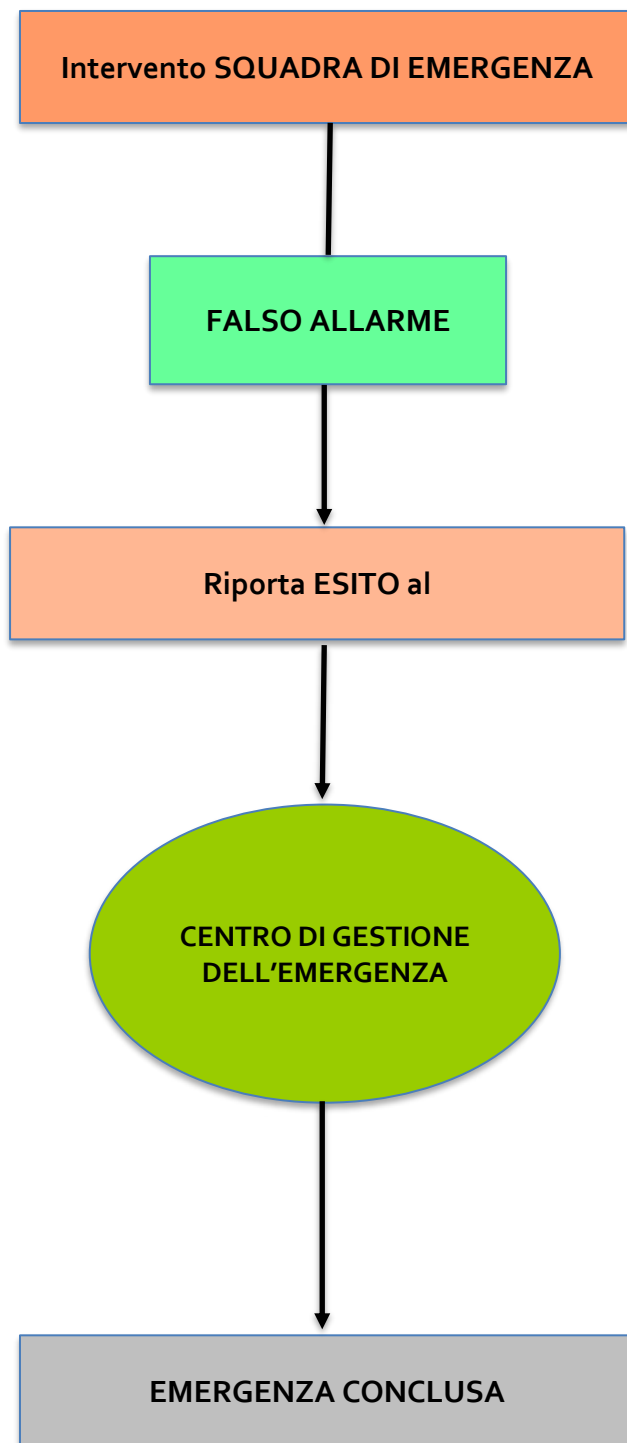 Intervento SQUADRA DI EMERGENZA
FALSO ALLARME
Riporta ESITO al
CENTRO DI GESTIONE
DELL’EMERGENZA
EMERGENZA CONCLUSA